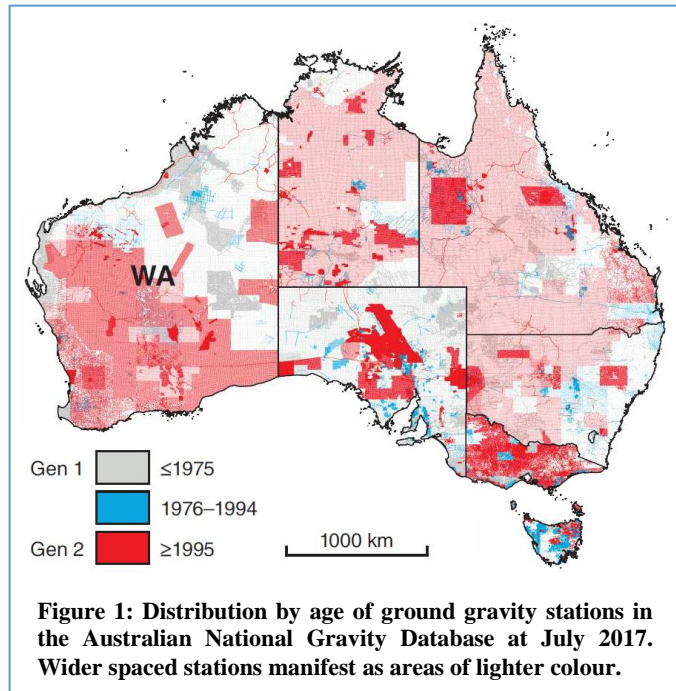 WA
Gen 1 ≤1975
1976–1994
Gen 2 ≥1995
1000 km
Figure 1: Distribution by age of ground gravity stations in
the Australian National Gravity Database at July 2017.
Wider spaced stations manifest as areas of lighter colour.